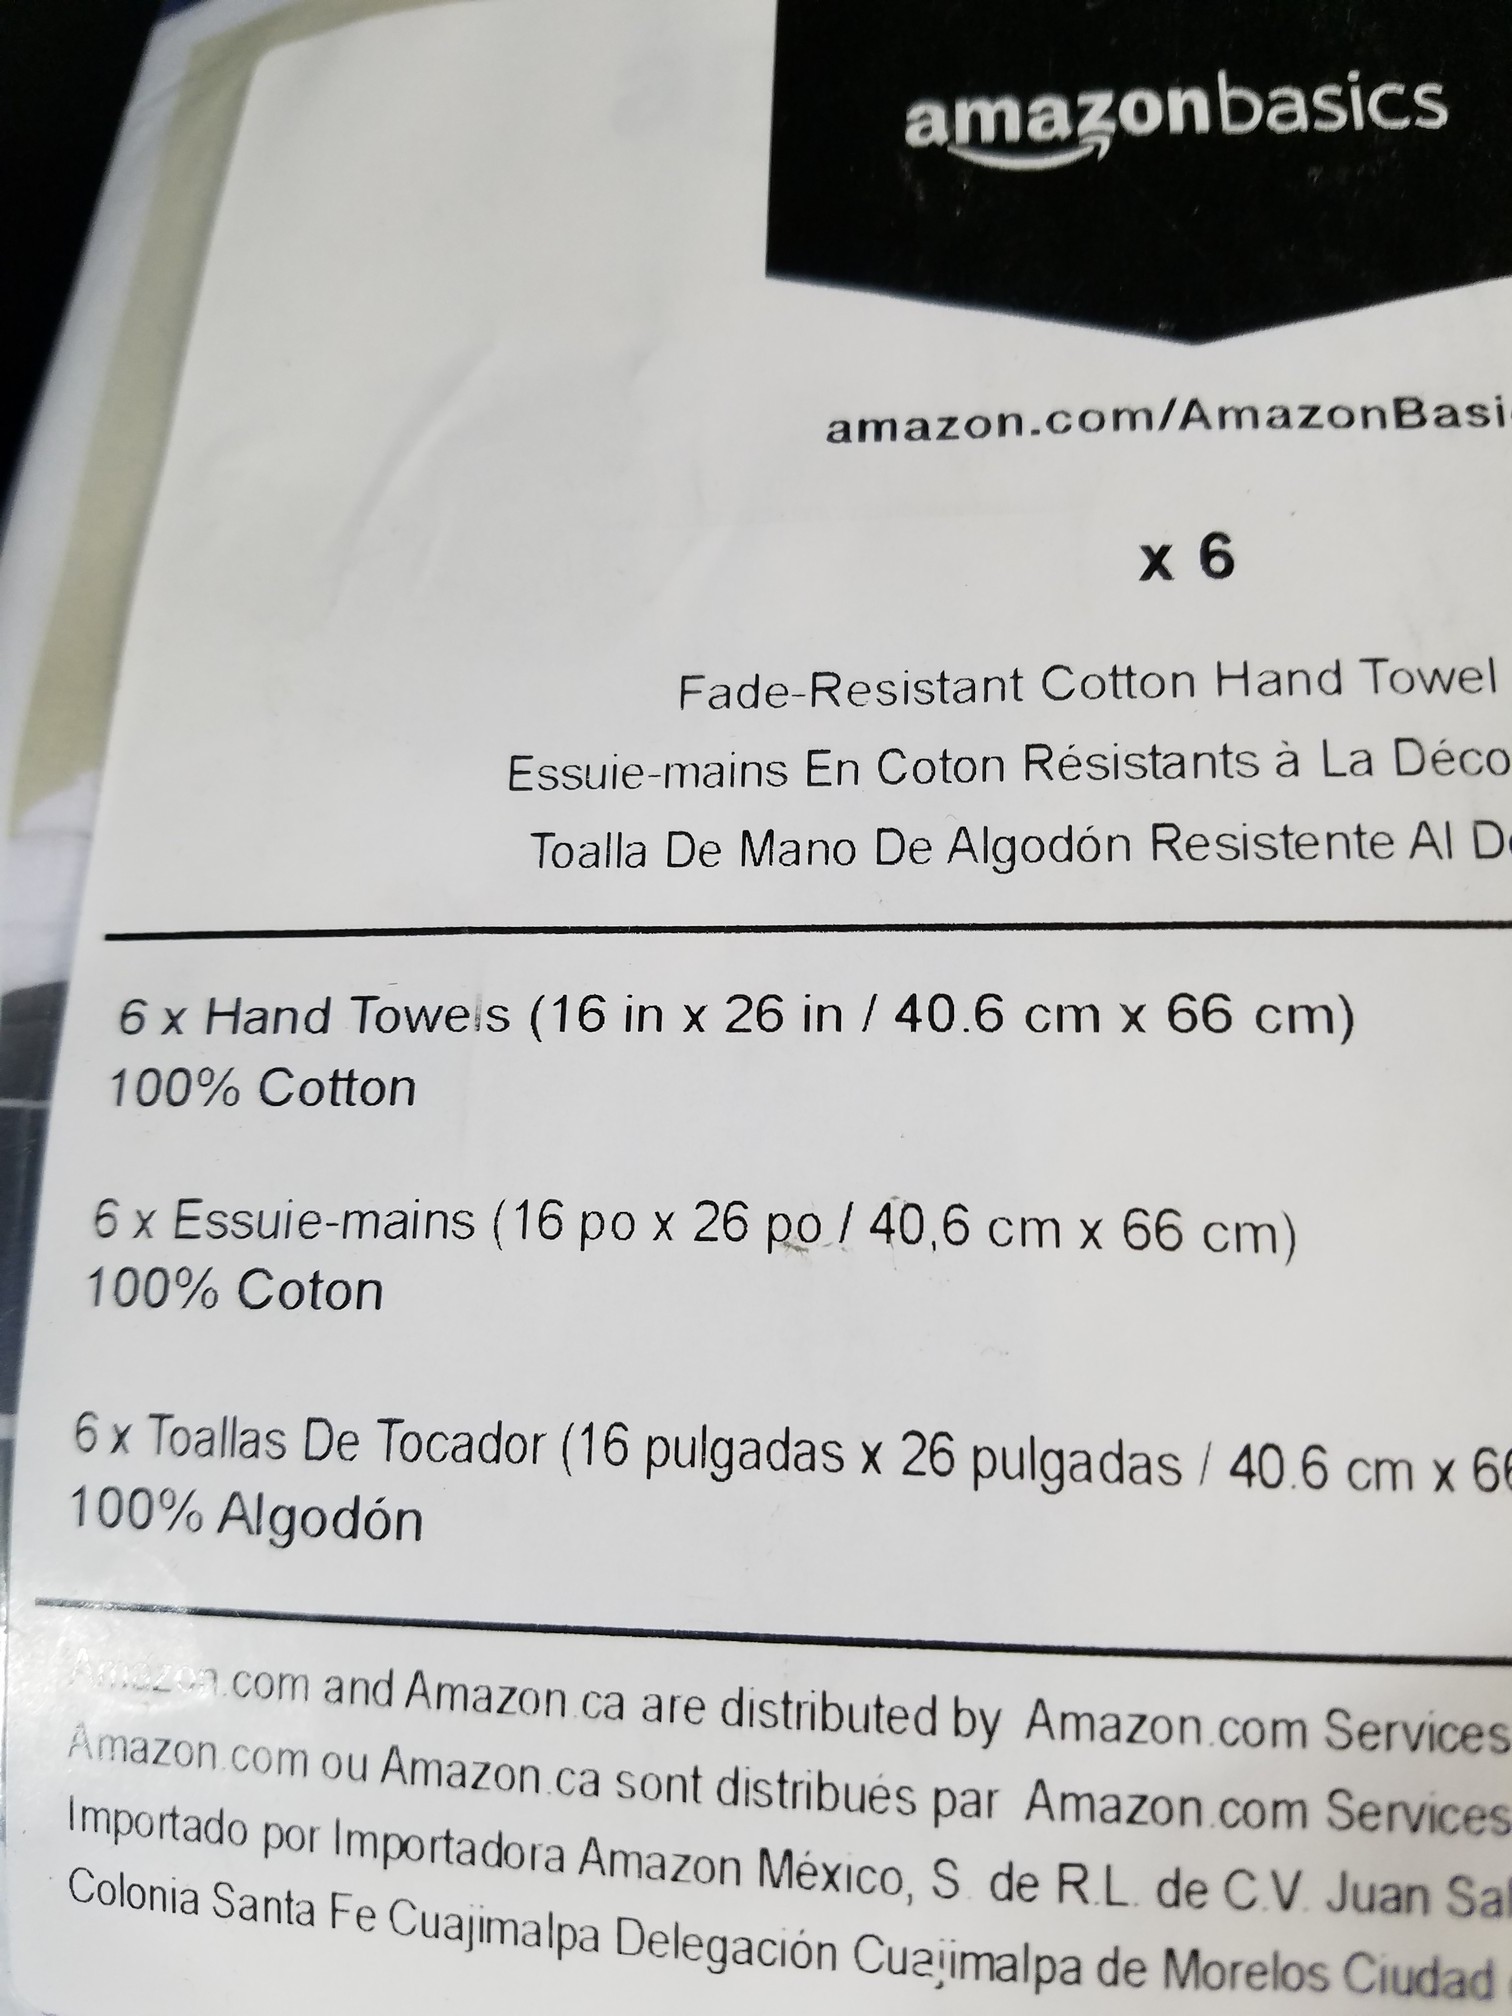 amazonbasics
amazon.com/AmazonBasi
x 6
Fade-Resistant Cotton Hand Towel
Essuie-mains En Coton Résistants à La Déco
Toalla De Mano De Algodón Resistente Al
6 x Hand Towels (16 in x 26 in / 40.6 cm x 66 cm)
100% Cotton
6 x Essuie-mains (16 po x 26 po / 40,6 cm x 66 cm)
100% Coton
6 x Toallas De Tocador (16 pulgadas x 26 pulgadas / 40.6 cm x 66
100% Algodón
Amazon.com and Amazon.ca are distributed by Amazon.com Services
Amazon.com ou Amazon.ca sont distribués par Amazon.com Services
Importado por Importadora Amazon México, S. de R.L. de C.V. Juan Sal
Colonia Santa Fe Cuajimalpa Delegación Cuajimalpa de Morelos Ciudad